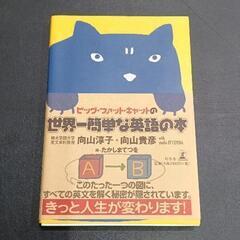 ビッグ・ファット・キャットの
世界一簡単な英語の本
向山淳子・向山貴彦
絵・たかしまてつを
A
B
このたった一つの図に、
すべての英文を解く秘密が隠されています。
きっと人生が変わります！